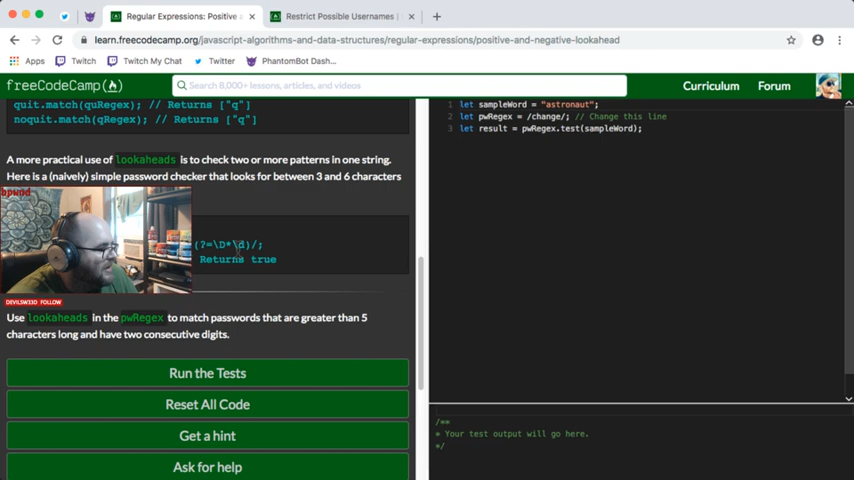 Regular Expressions: Positive a
Restrict Possible Usernames |
learn.freecodecamp.org/javascript-algorithms-and-data-structures/regular-expressions/positive-and-negative-lookahead
Apps Twitch Twitch My Chat Twitter PhantomBot Dash...
freeCodeCamp
Search 8,000+ lessons, articles, and videos
Curriculum Forum
quit.match(quRegex); // Returns ["q"]
noquit.match(qRegex); // Returns ["q"]
A more practical use of lookaheads is to check two or more patterns in one string.
Here is a (naively) simple password checker that looks for between 3 and 6 characters
(?=\D*\d)/;
Returns true
DEVILSW33D FOLLOW
Use lookaheads in the pwRegex to match passwords that are greater than 5
characters long and have two consecutive digits.
Run the Tests
Reset All Code
Get a hint
Ask for help
1 let sampleWord = "astronaut";
2 let pwRegex = /change/; // Change this line
3 let result = pwRegex.test(sampleWord);
/**
* Your test output will go here.
*/